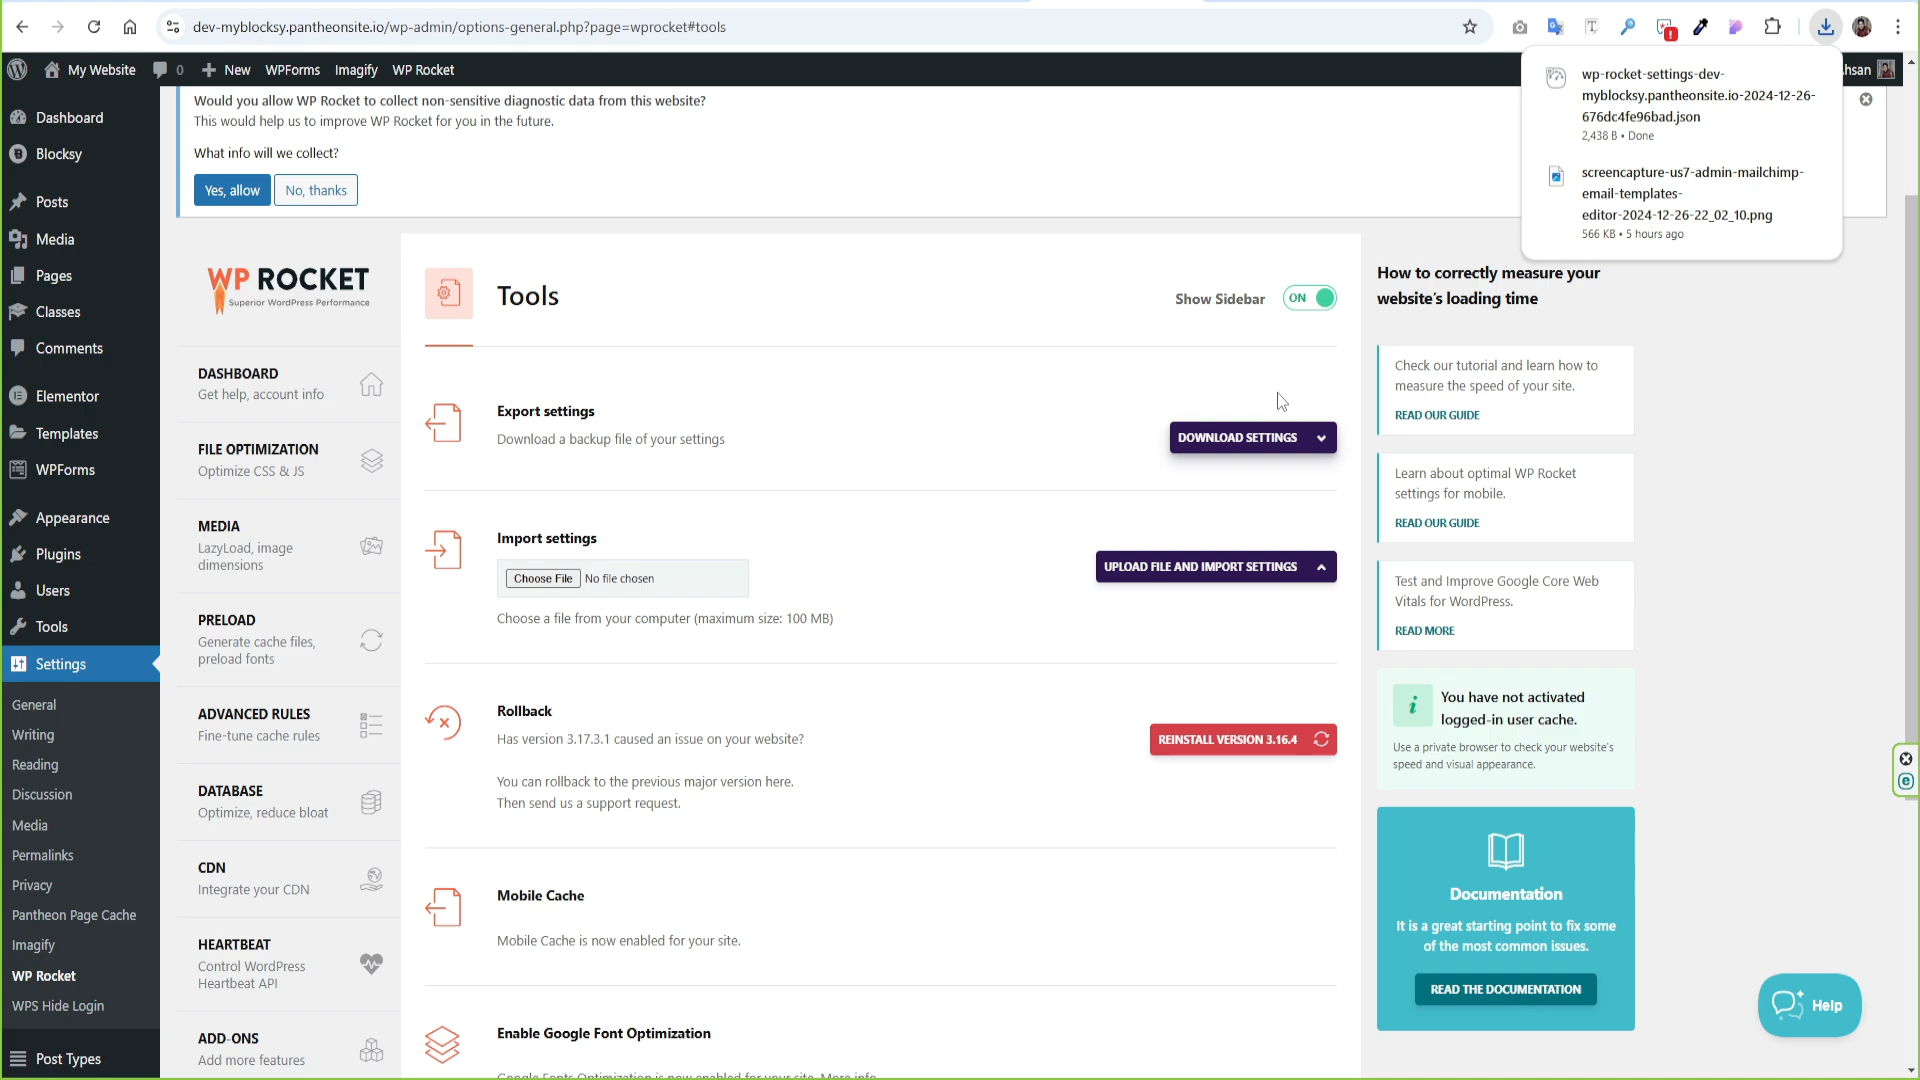 dev-myblocksy.pantheonsite.io/wp-admin/options-general.php?page=wprocket#tools
My Website
0
New
WPForms
Imagify
WP Rocket
hsan
wp-rocket-settings-dev-
myblocksy.pantheonsite.io-2024-12-26-
676dc4fe96bad.json
2,438 B • Done
screencapture-us7-admin-mailchimp-
email-templates-
editor-2024-12-26-22_02_10.png
566 KB • 5 hours ago
Dashboard
Blocksy
Posts
Media
Pages
Classes
Comments
Elementor
Templates
WPForms
Appearance
Plugins
Users
Tools
Settings
General
Writing
Reading
Discussion
Media
Permalinks
Privacy
Pantheon Page Cache
Imagify
WP Rocket
WPS Hide Login
Post Types
Would you allow WP Rocket to collect non-sensitive diagnostic data from this website?
This would help us to improve WP Rocket for you in the future.
What info will we collect?
Yes, allow
No, thanks
WP ROCKET
Superior WordPress Performance
DASHBOARD
Get help, account info
FILE OPTIMIZATION
Optimize CSS & JS
MEDIA
LazyLoad, image
dimensions
PRELOAD
Generate cache files,
preload fonts
ADVANCED RULES
Fine-tune cache rules
DATABASE
Optimize, reduce bloat
CDN
Integrate your CDN
HEARTBEAT
Control WordPress
Heartbeat API
ADD-ONS
Add more features
Tools
Show Sidebar
ON
Export settings
Download a backup file of your settings
DOWNLOAD SETTINGS
Import settings
Choose File No file chosen
Choose a file from your computer (maximum size: 100 MB)
UPLOAD FILE AND IMPORT SETTINGS
Rollback
Has version 3.17.3.1 caused an issue on your website?
You can rollback to the previous major version here.
Then send us a support request.
REINSTALL VERSION 3.16.4
Mobile Cache
Mobile Cache is now enabled for your site.
Enable Google Font Optimization
Google Fonts Optimization is now enabled for your site. More info
How to correctly measure your
website's loading time
Check our tutorial and learn how to
measure the speed of your site.
READ OUR GUIDE
Learn about optimal WP Rocket
settings for mobile.
READ OUR GUIDE
Test and Improve Google Core Web
Vitals for WordPress.
READ MORE
You have not activated
logged-in user cache.
Use a private browser to check your website's
speed and visual appearance.
Documentation
It is a great starting point to fix some
of the most common issues.
READ THE DOCUMENTATION
Help